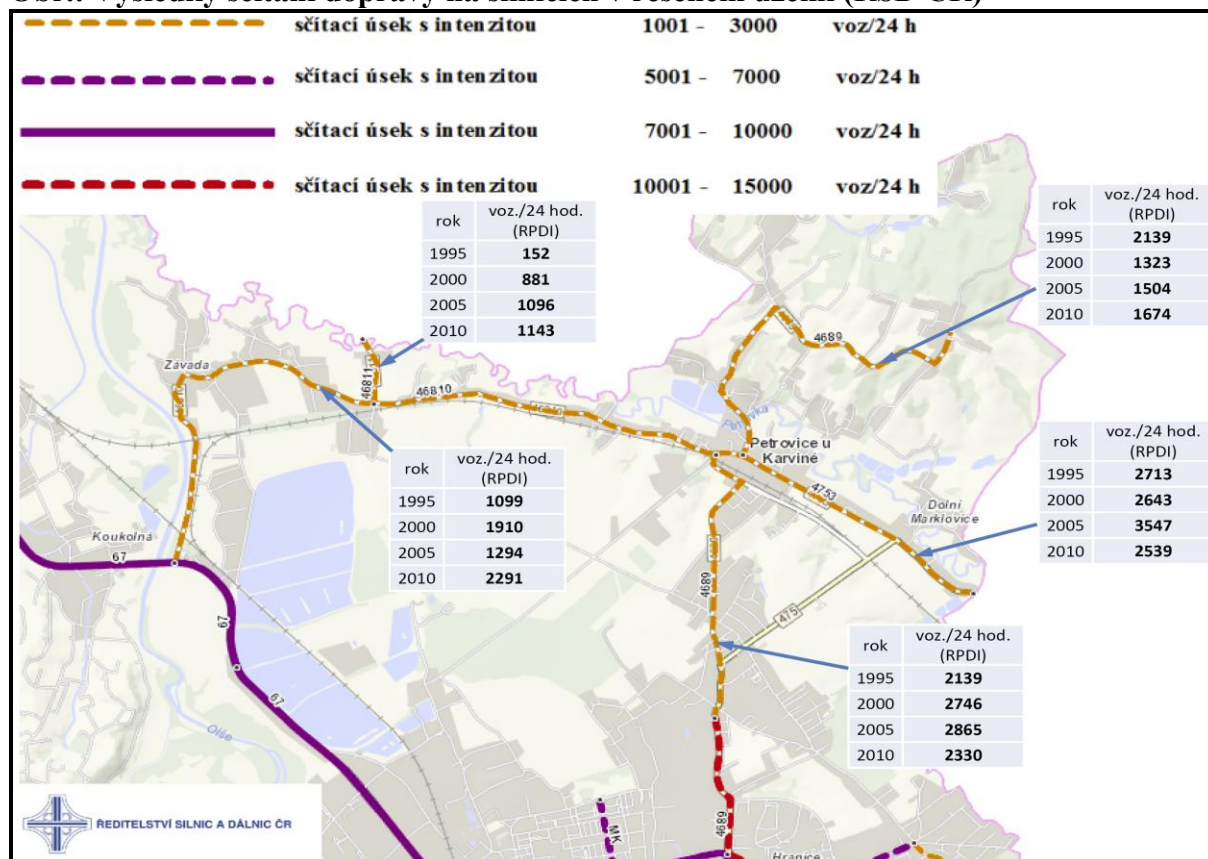 sčítací úsek s intenzitou 1001 - 3000 voz/24 h
sčítací úsek s intenzitou 5001 - 7000 voz/24 h
sčítací úsek s intenzitou 7001 - 10000 voz/24 h
sčítací úsek s intenzitou 10001 - 15000 voz/24 h
rok voz./24 hod. (RPDI)
1995 152
2000 881
2005 1096
2010 1143
rok voz./24 hod. (RPDI)
1995 2139
2000 1323
2005 1504
2010 1674
4689
Závada
46811
46810
Petrůvka
Petrovice u
Karviné
rok voz./24 hod. (RPDI)
1995 1099
2000 1910
2005 1294
2010 2291
rok voz./24 hod. (RPDI)
1995 2713
2000 2643
2005 3547
2010 2539
4753
Dolní
Marklovice
Koukolná
67
67
67
4689
475
rok voz./24 hod. (RPDI)
1995 2139
2000 2746
2005 2865
2010 2330
Olše
ŘEDITELSTVÍ SILNIC A DÁLNIC ČR
MK
4689
Hranice